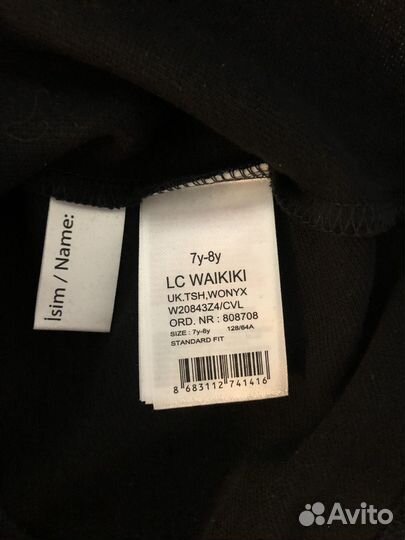 İsim / Name:
7y-8y
LC WAIKIKI
UK.TSH,WONYX
W20843Z4/CVL
ORD. NR : 808708
SIZE : 7y-8y 128/64A
STANDARD FIT
8 683112 741416
Avito